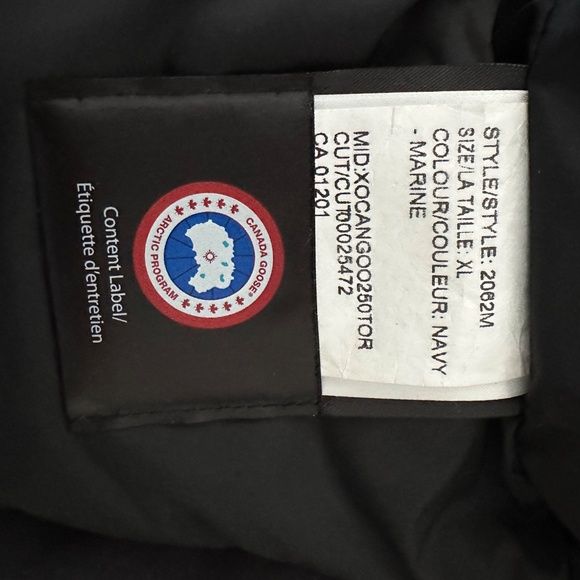 Content Label/
Étiquette d'entretien
CANADA GOOSE®
ARCTIC PROGRAM
STYLE/STYLE: 2062M
SIZE/LA TAILLE: XL
COLOUR/COULEUR: NAVY
- MARINE
MID:XOCANGOO250TOR
CUT/CUT0025472
CA 01201